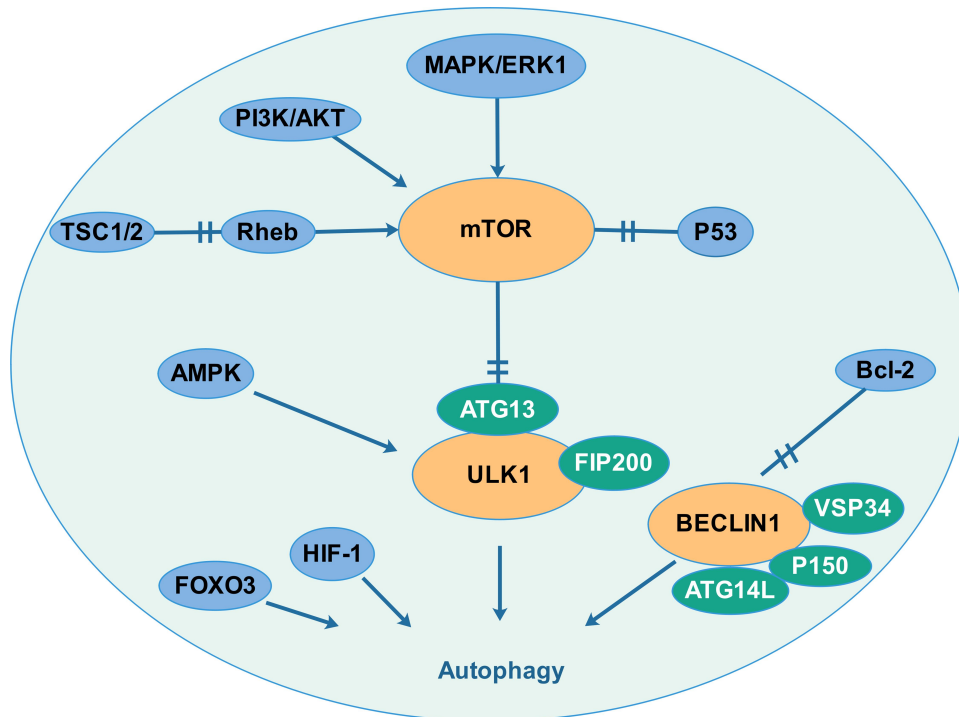 MAPK/ERK1
PI3K/AKT
TSC1/2
Rheb
mTOR
P53
AMPK
Bcl-2
ATG13
FIP200
ULK1
VSP34
BECLIN1
HIF-1
P150
FOXO3
ATG14L
Autophagy